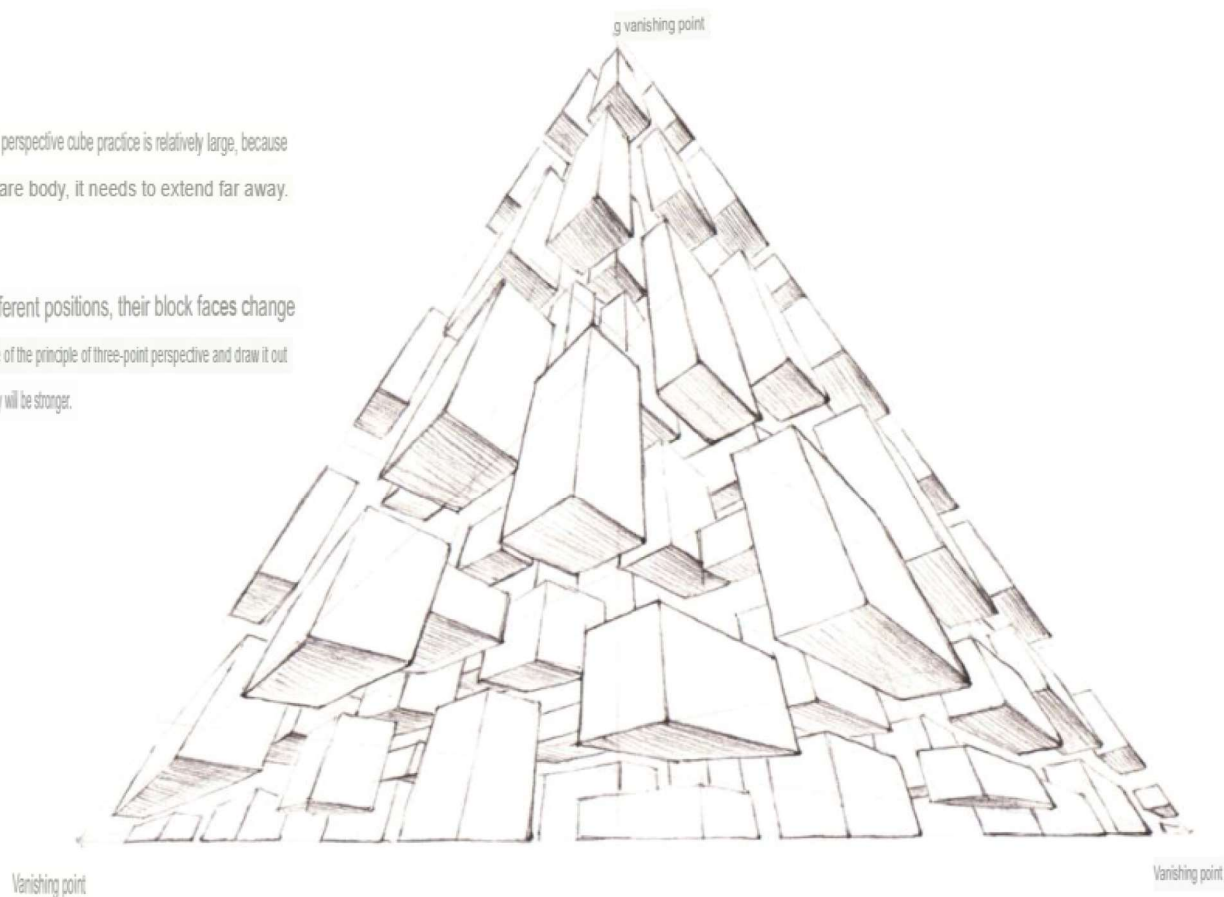 g vanishing point
perspective cube practice is relatively large, because
are body, it needs to extend far away.
ferent positions, their block faces change
of the principle of three-point perspective and draw it out
will be stronger.
Vanishing point
Vanishing point